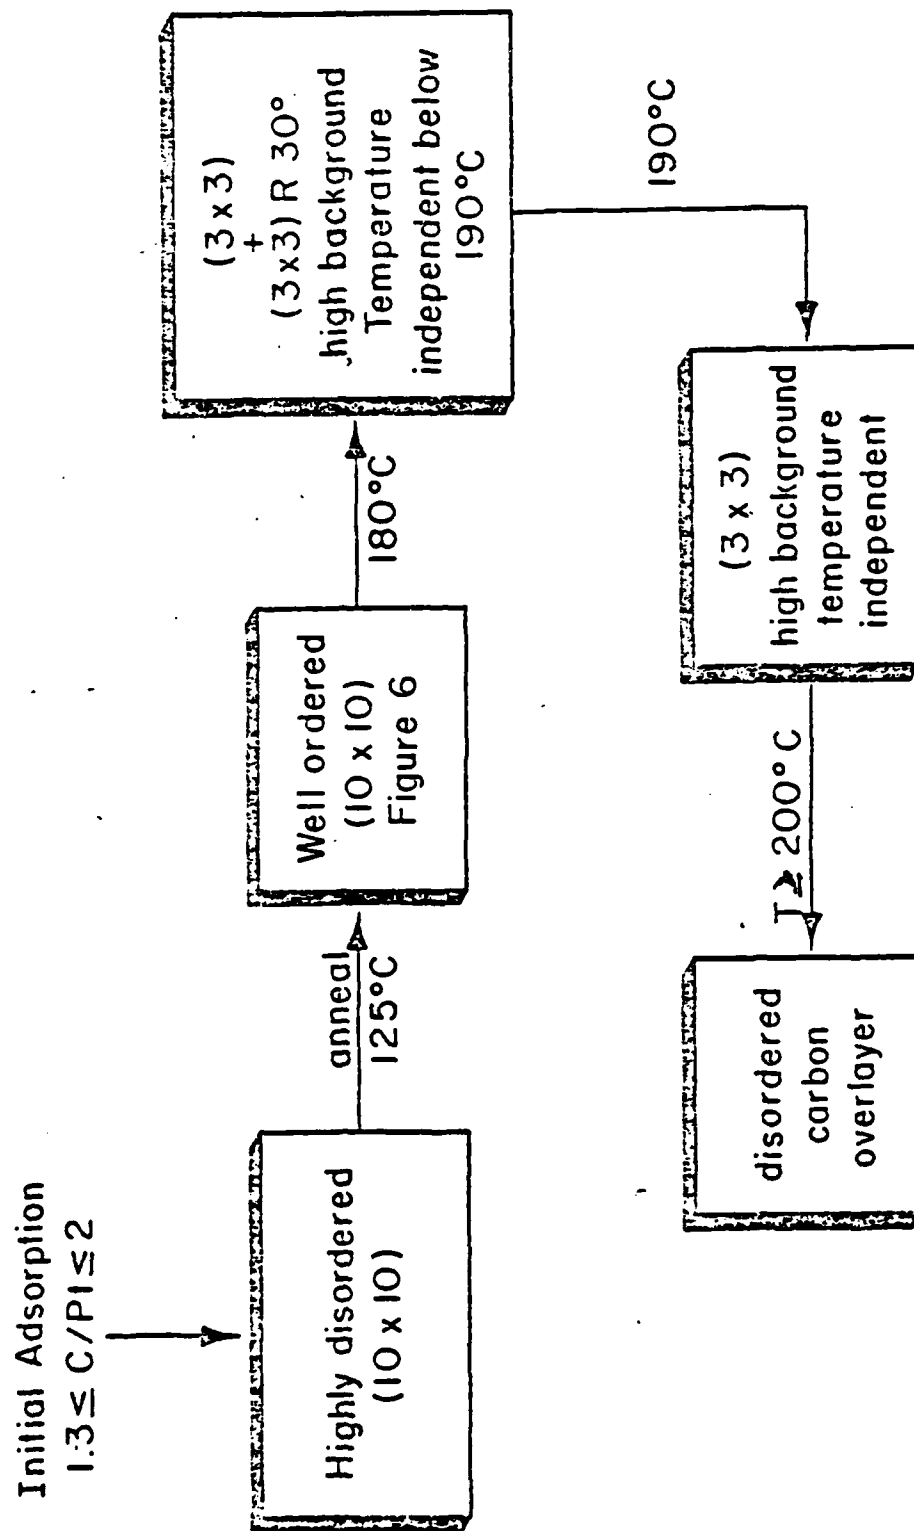 Initial Adsorption
1.3 ≤ C/Pt ≤ 2
Highly disordered
(10 x 10)
anneal
125°C
Well ordered
(10 x 10)
Figure 6
180°C
(3 x 3)
+
(3x3) R 30°
high background
Temperature
independent below
190°C
190°C
(3 x 3)
high background
temperature
independent
T ≥ 200°C
disordered
carbon
overlayer